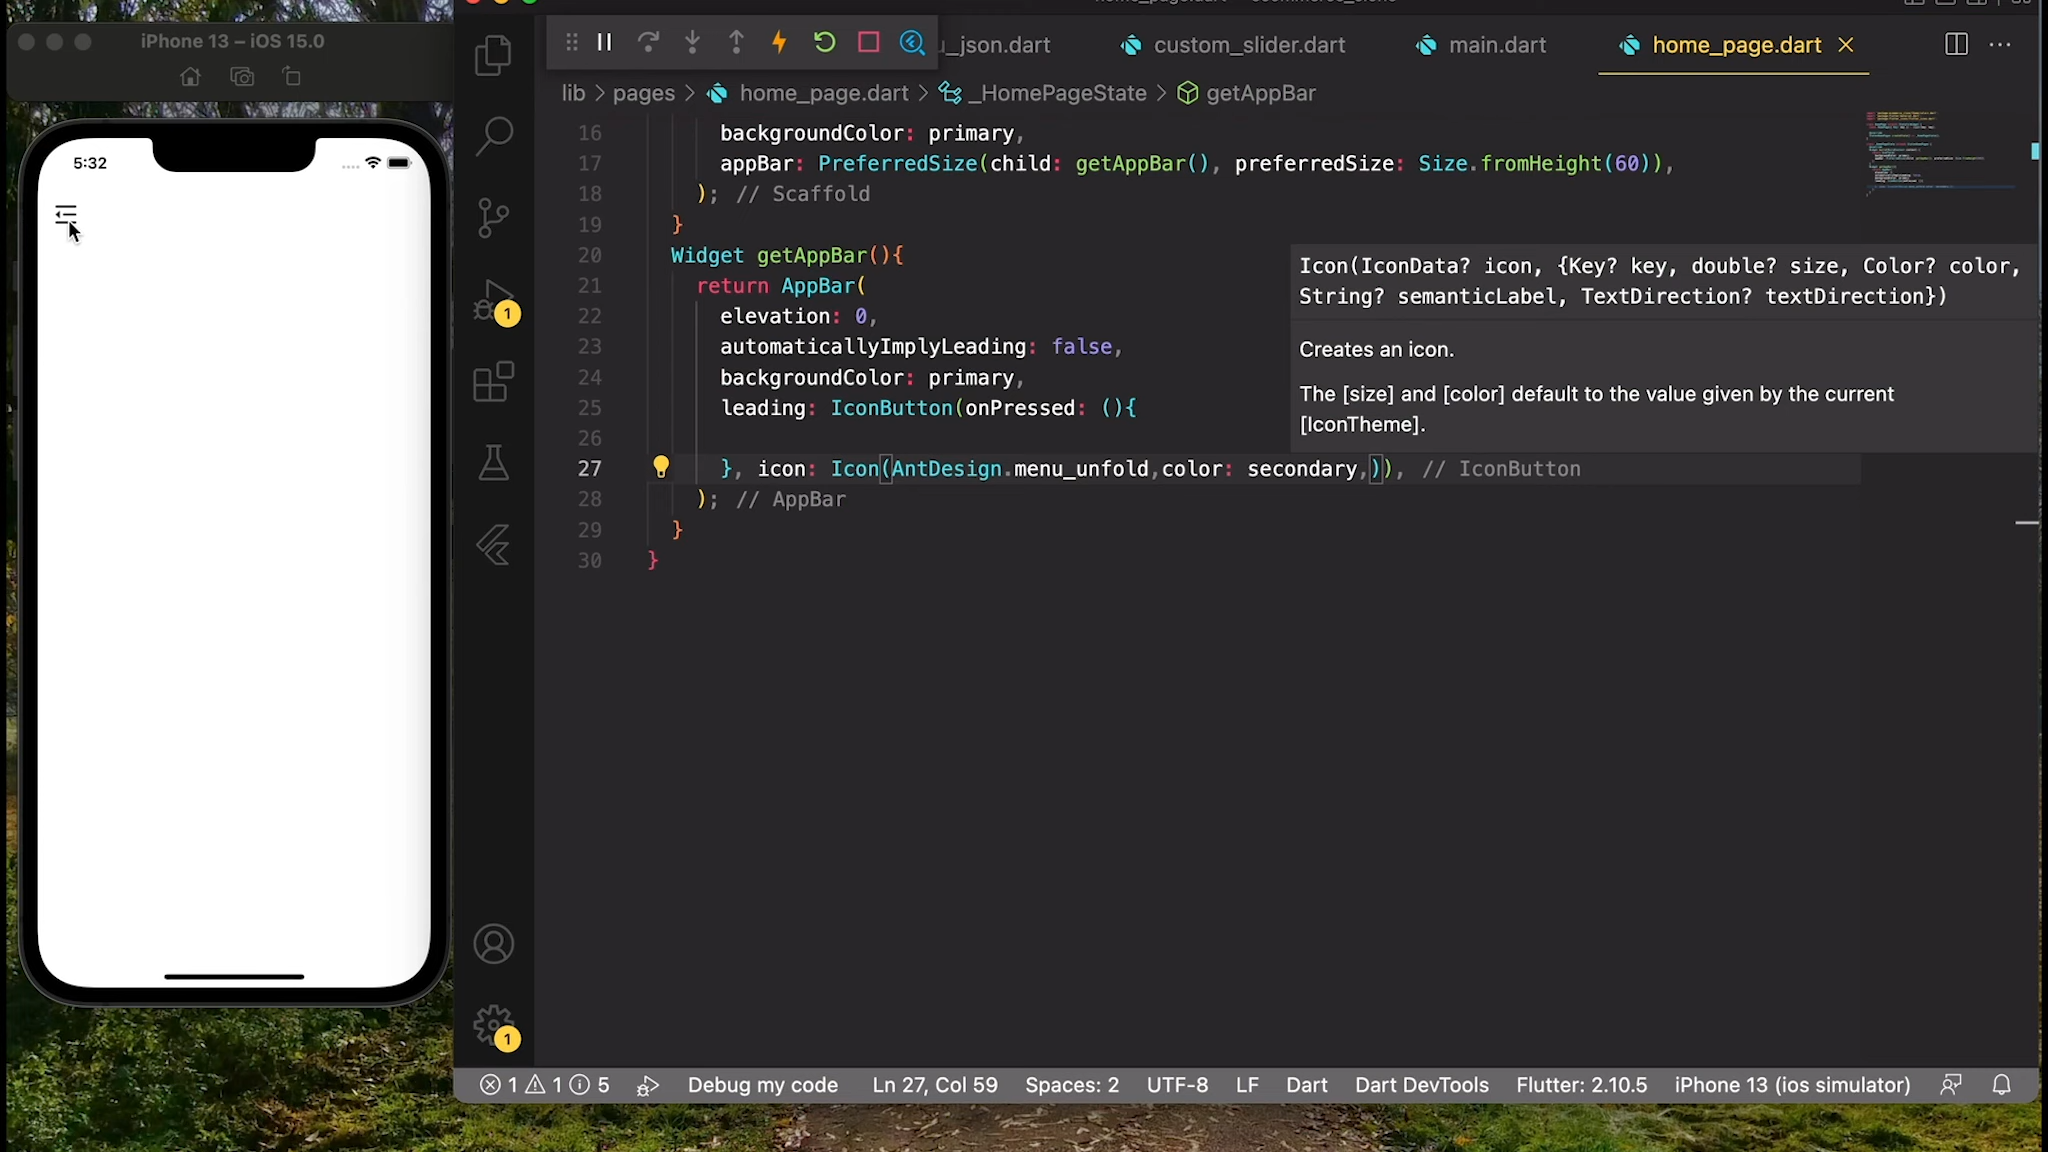 iPhone 13 – iOS 15.0
5:32
u_json.dart
custom_slider.dart
main.dart
home_page.dart
lib > pages > home_page.dart > _HomePageState > getAppBar
16 backgroundColor: primary,
17 appBar: PreferredSize(child: getAppBar(), preferredSize: Size.fromHeight(60)),
18 ); // Scaffold
19 }
20 Widget getAppBar(){
21 return AppBar(
22 elevation: 0,
23 automaticallyImplyLeading: false,
24 backgroundColor: primary,
25 leading: IconButton(onPressed: (){
26
27 }, icon: Icon(AntDesign.menu_unfold,color: secondary,)), // IconButton
28 ); // AppBar
29 }
30 }
Icon(IconData? icon, {Key? key, double? size, Color? color,
String? semanticLabel, TextDirection? textDirection})
Creates an icon.
The [size] and [color] default to the value given by the current
[IconTheme].
1
1
1 1 5 Debug my code Ln 27, Col 59 Spaces: 2 UTF-8 LF Dart Dart DevTools Flutter: 2.10.5 iPhone 13 (ios simulator)